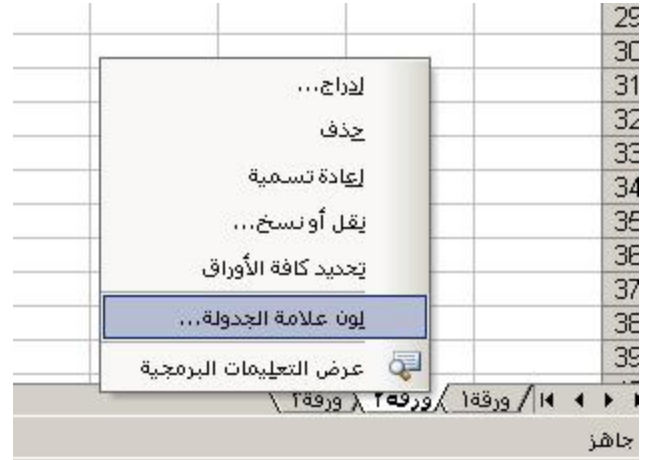 29
30
31
32
33
34
35
36
37
38
39
إدراج...
حذف
إعادة تسمية
نقل أو نسخ...
تحديد كافة الأوراق
لون علامة الجدولة...
عرض التعليمات البرمجية
ورقة١ ورقة٢ ورقة٣
جاهز